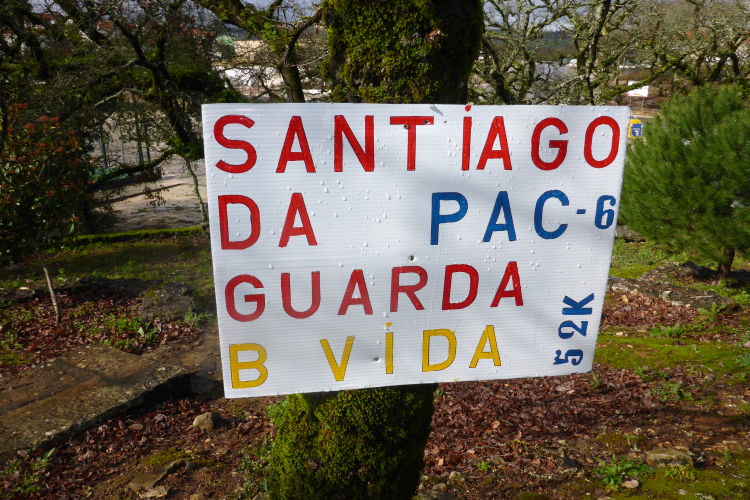 SANTIAGO
DA PAC-6
GUARDA
B VIDA
52K